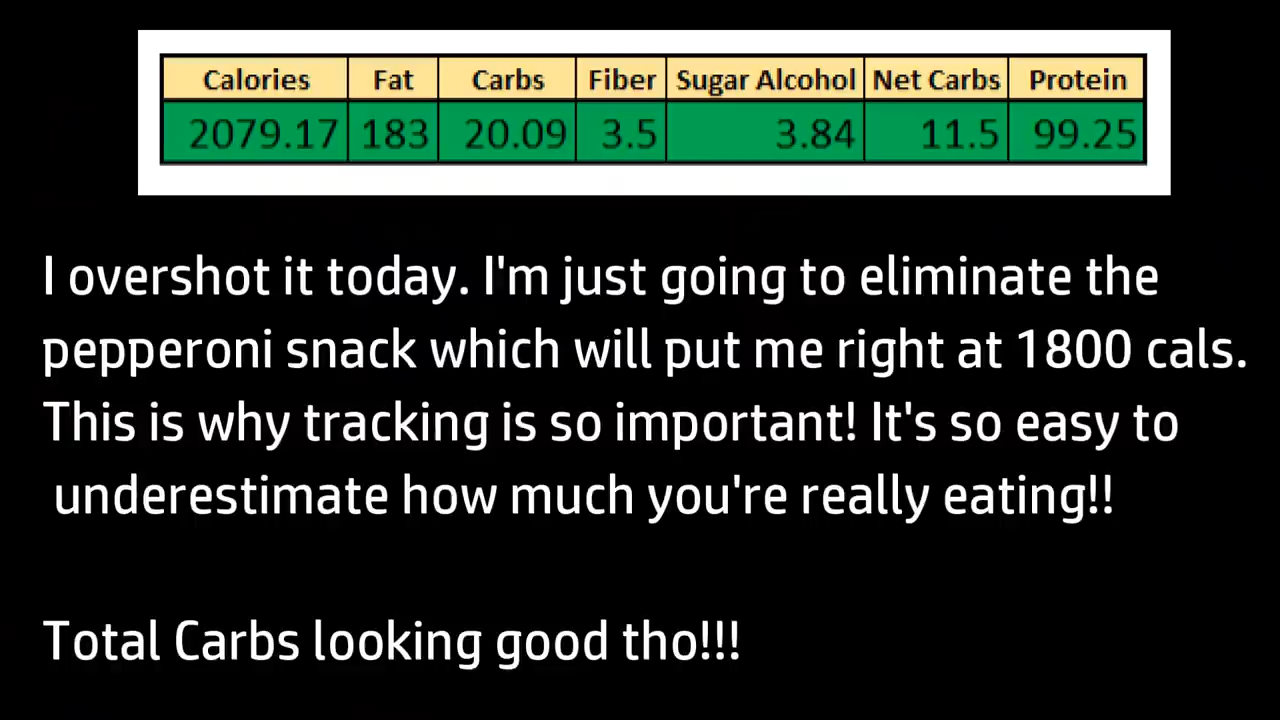 Calories Fat Carbs Fiber Sugar Alcohol Net Carbs Protein
2079.17 183 20.09 3.5 3.84 11.5 99.25
I overshot it today. I'm just going to eliminate the
pepperoni snack which will put me right at 1800 cals.
This is why tracking is so important! It's so easy to
underestimate how much you're really eating!!
Total Carbs looking good tho!!!